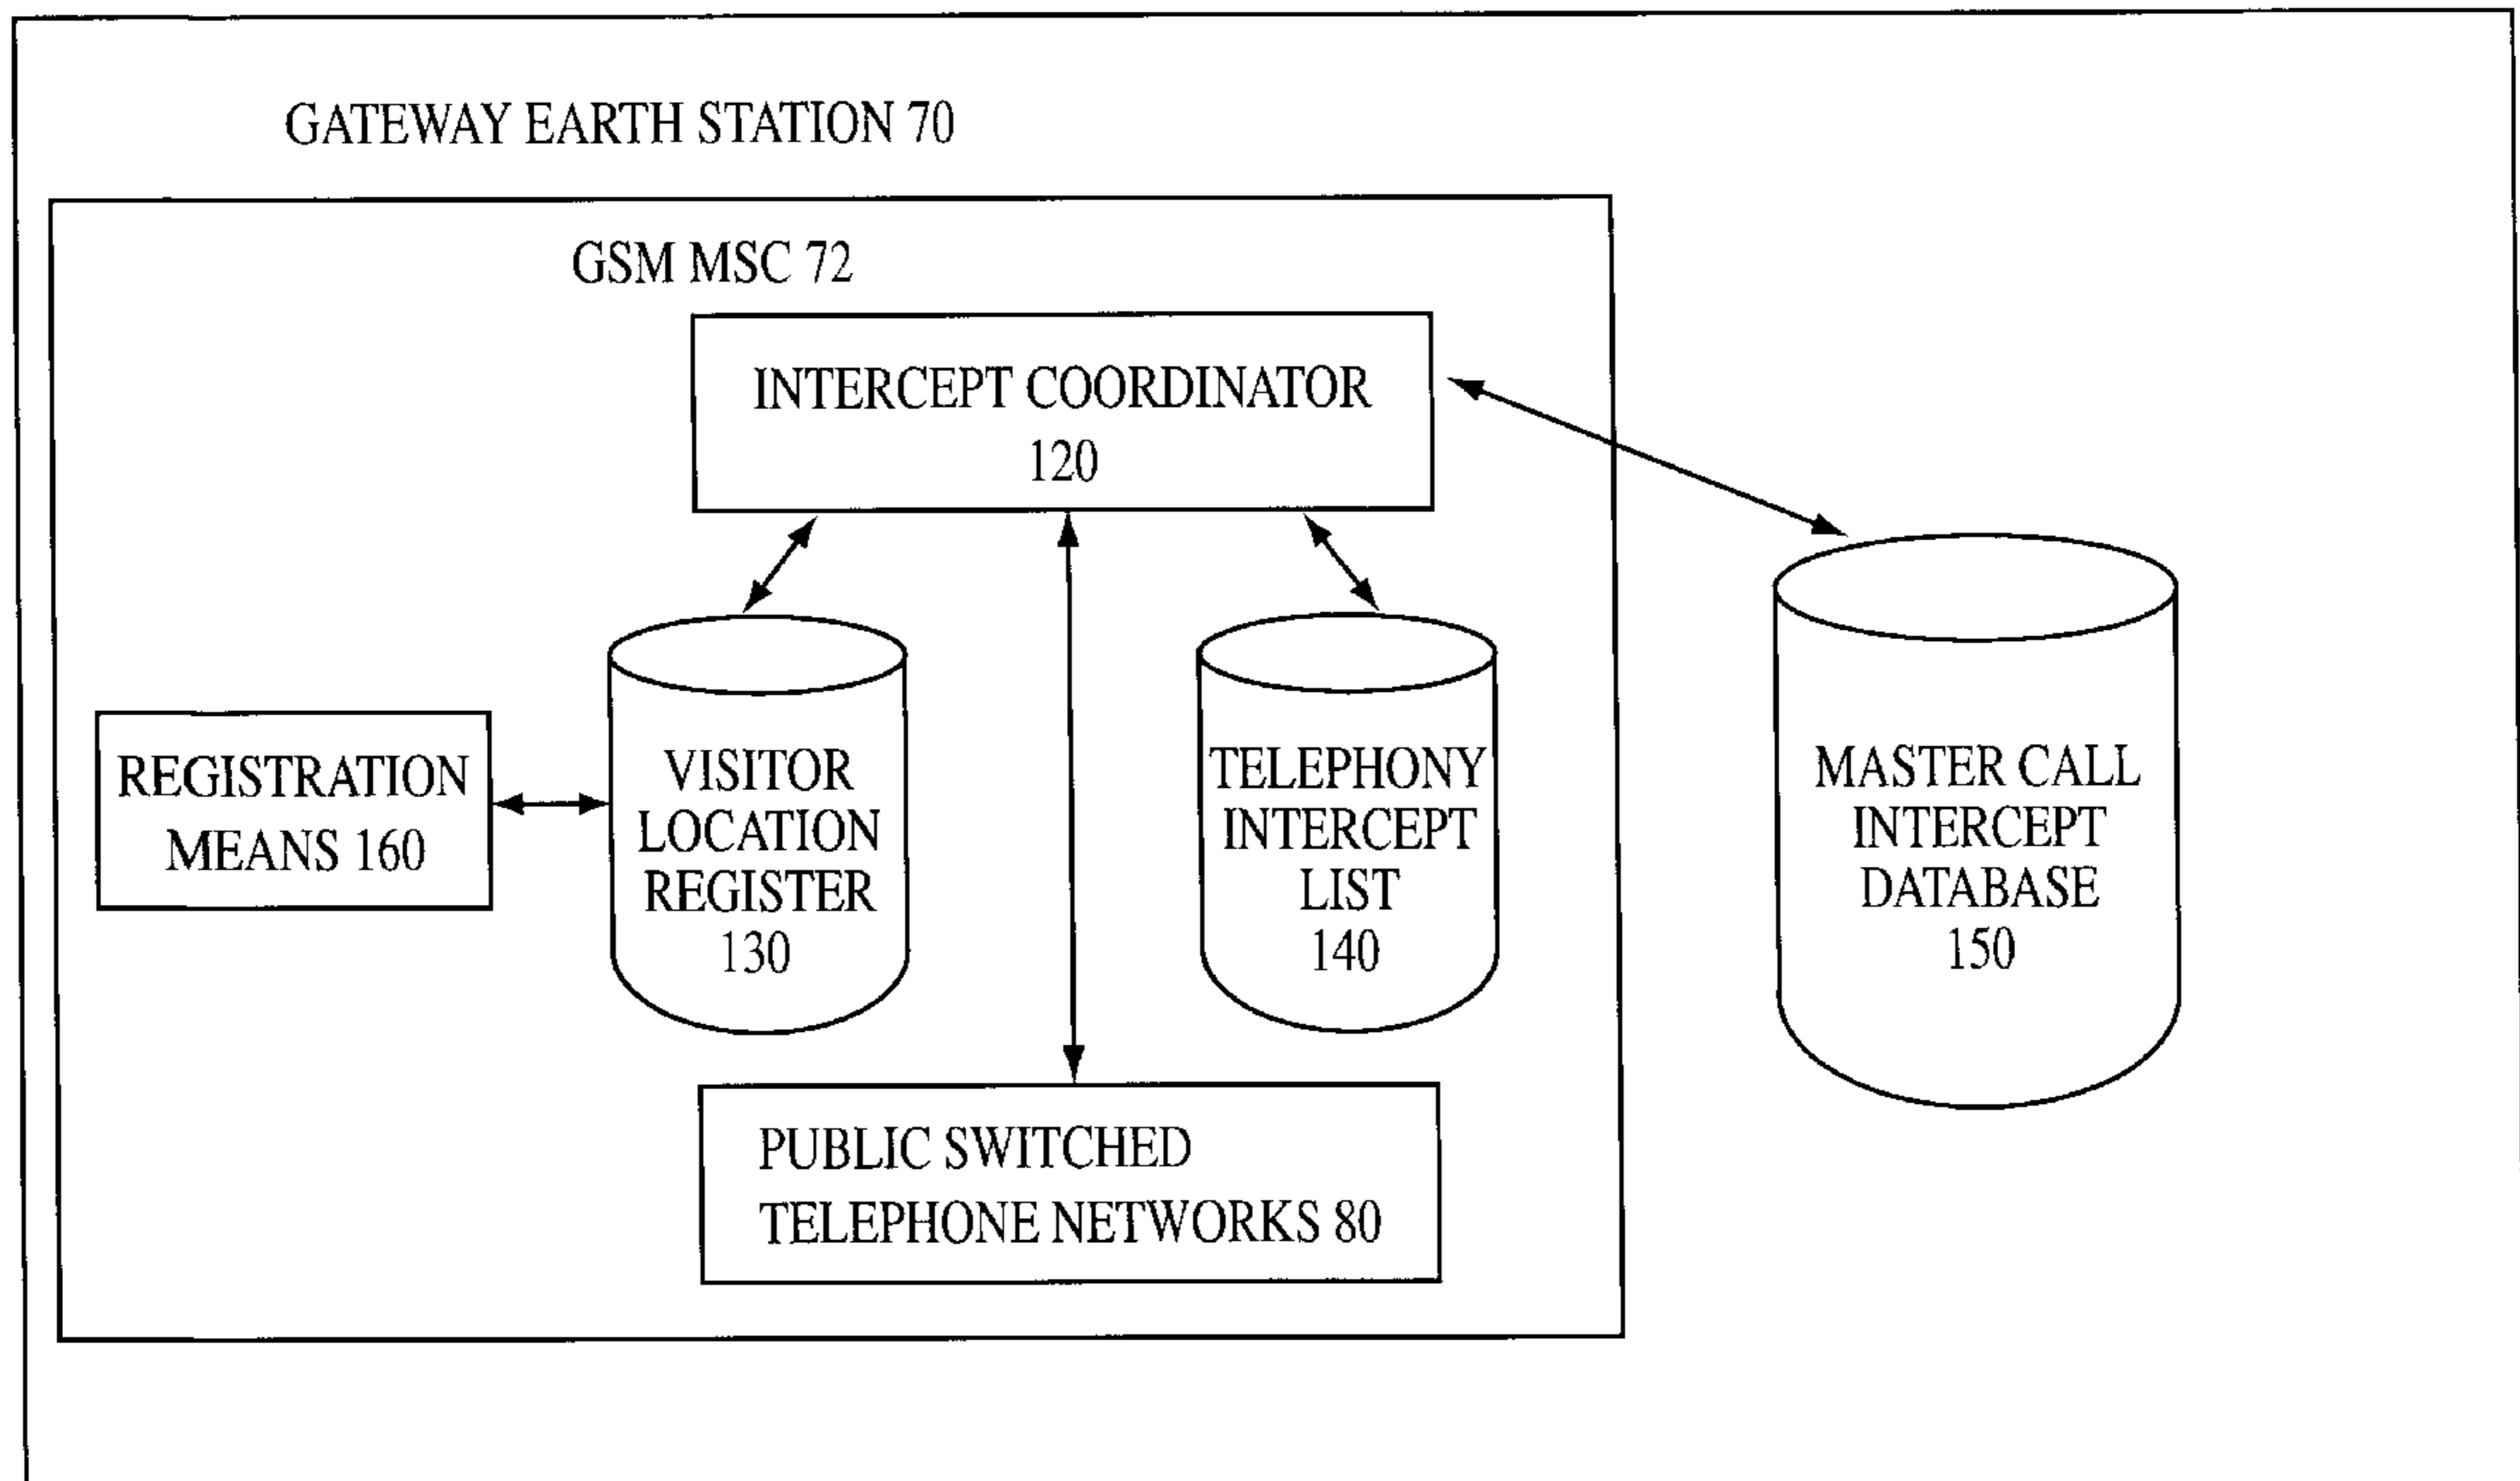 GATEWAY EARTH STATION 70
GSM MSC 72
INTERCEPT COORDINATOR
120
REGISTRATION
MEANS 160
VISITOR
LOCATION
REGISTER
130
TELEPHONY
INTERCEPT
LIST
140
MASTER CALL
INTERCEPT
DATABASE
150
PUBLIC SWITCHED
TELEPHONE NETWORKS 80